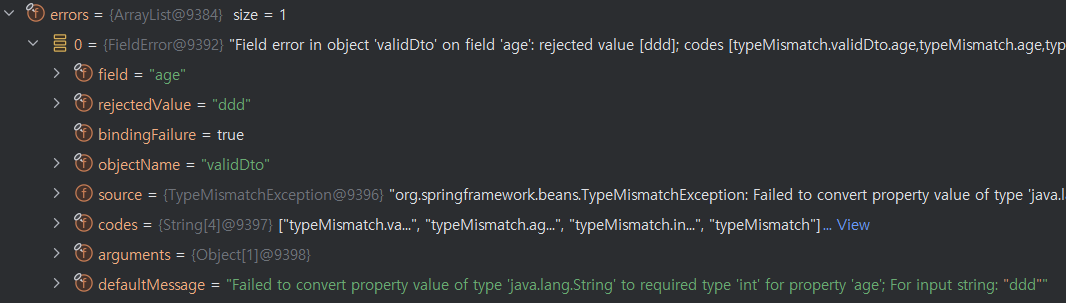 errors = {ArrayList@9384} size = 1
0 = {FieldError@9392} "Field error in object 'validDto' on field 'age': rejected value [ddd]; codes [typeMismatch.validDto.age,typeMismatch.age,typ
field = "age"
rejectedValue = "ddd"
bindingFailure = true
objectName = "validDto"
source = {TypeMismatchException@9396} "org.springframework.beans.TypeMismatchException: Failed to convert property value of type 'java.l
codes = {String[4]@9397} ["typeMismatch.va...", "typeMismatch.ag...", "typeMismatch.in...", "typeMismatch"]... View
arguments = {Object[1]@9398}
defaultMessage = "Failed to convert property value of type 'java.lang.String' to required type 'int' for property 'age'; For input string: "ddd""